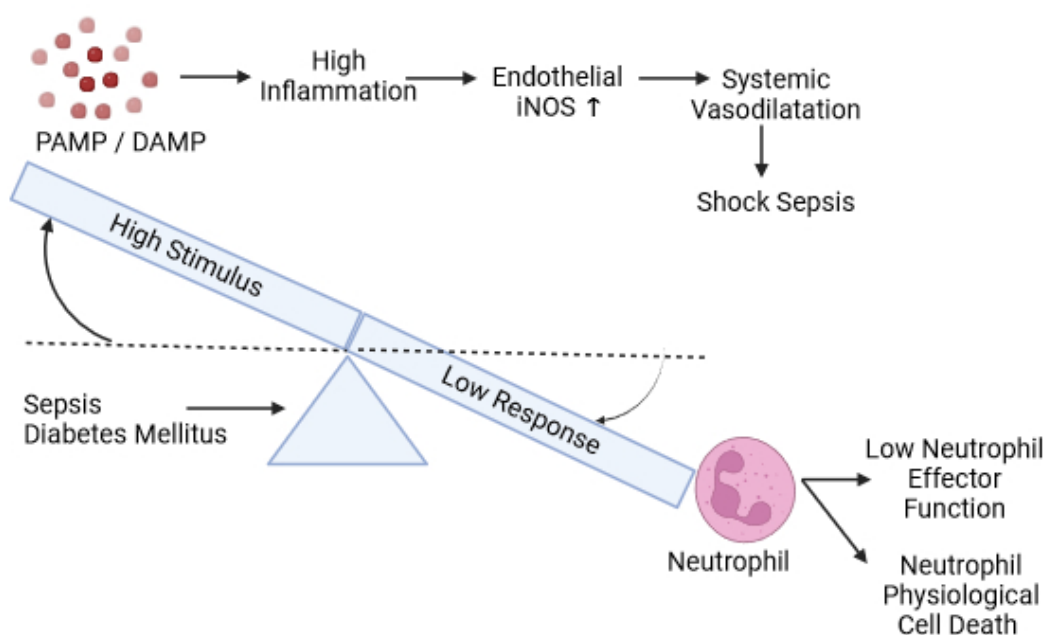 High
Inflammation
Endothelial
iNOS ↑
Systemic
Vasodilatation
PAMP / DAMP
Shock Sepsis
High Stimulus
Low Response
Sepsis
Diabetes Mellitus
Neutrophil
Low Neutrophil
Effector
Function
Neutrophil
Physiological
Cell Death